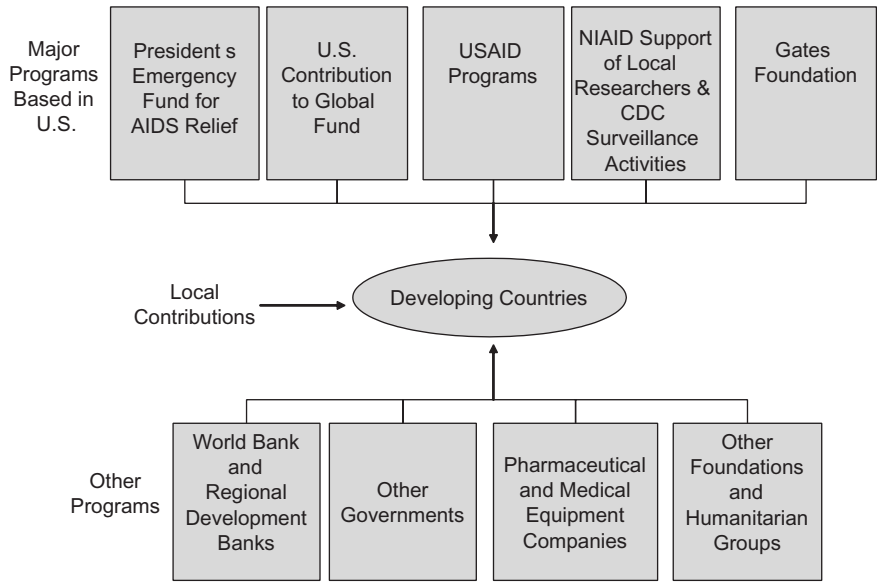 Major
Programs
Based in
U.S.
President s
Emergency
Fund for
AIDS Relief
U.S.
Contribution
to Global
Fund
USAID
Programs
NIAID Support
of Local
Researchers &
CDC
Surveillance
Activities
Gates
Foundation
Local
Contributions
Developing Countries
Other
Programs
World Bank
and
Regional
Development
Banks
Other
Governments
Pharmaceutical
and Medical
Equipment
Companies
Other
Foundations
and
Humanitarian
Groups